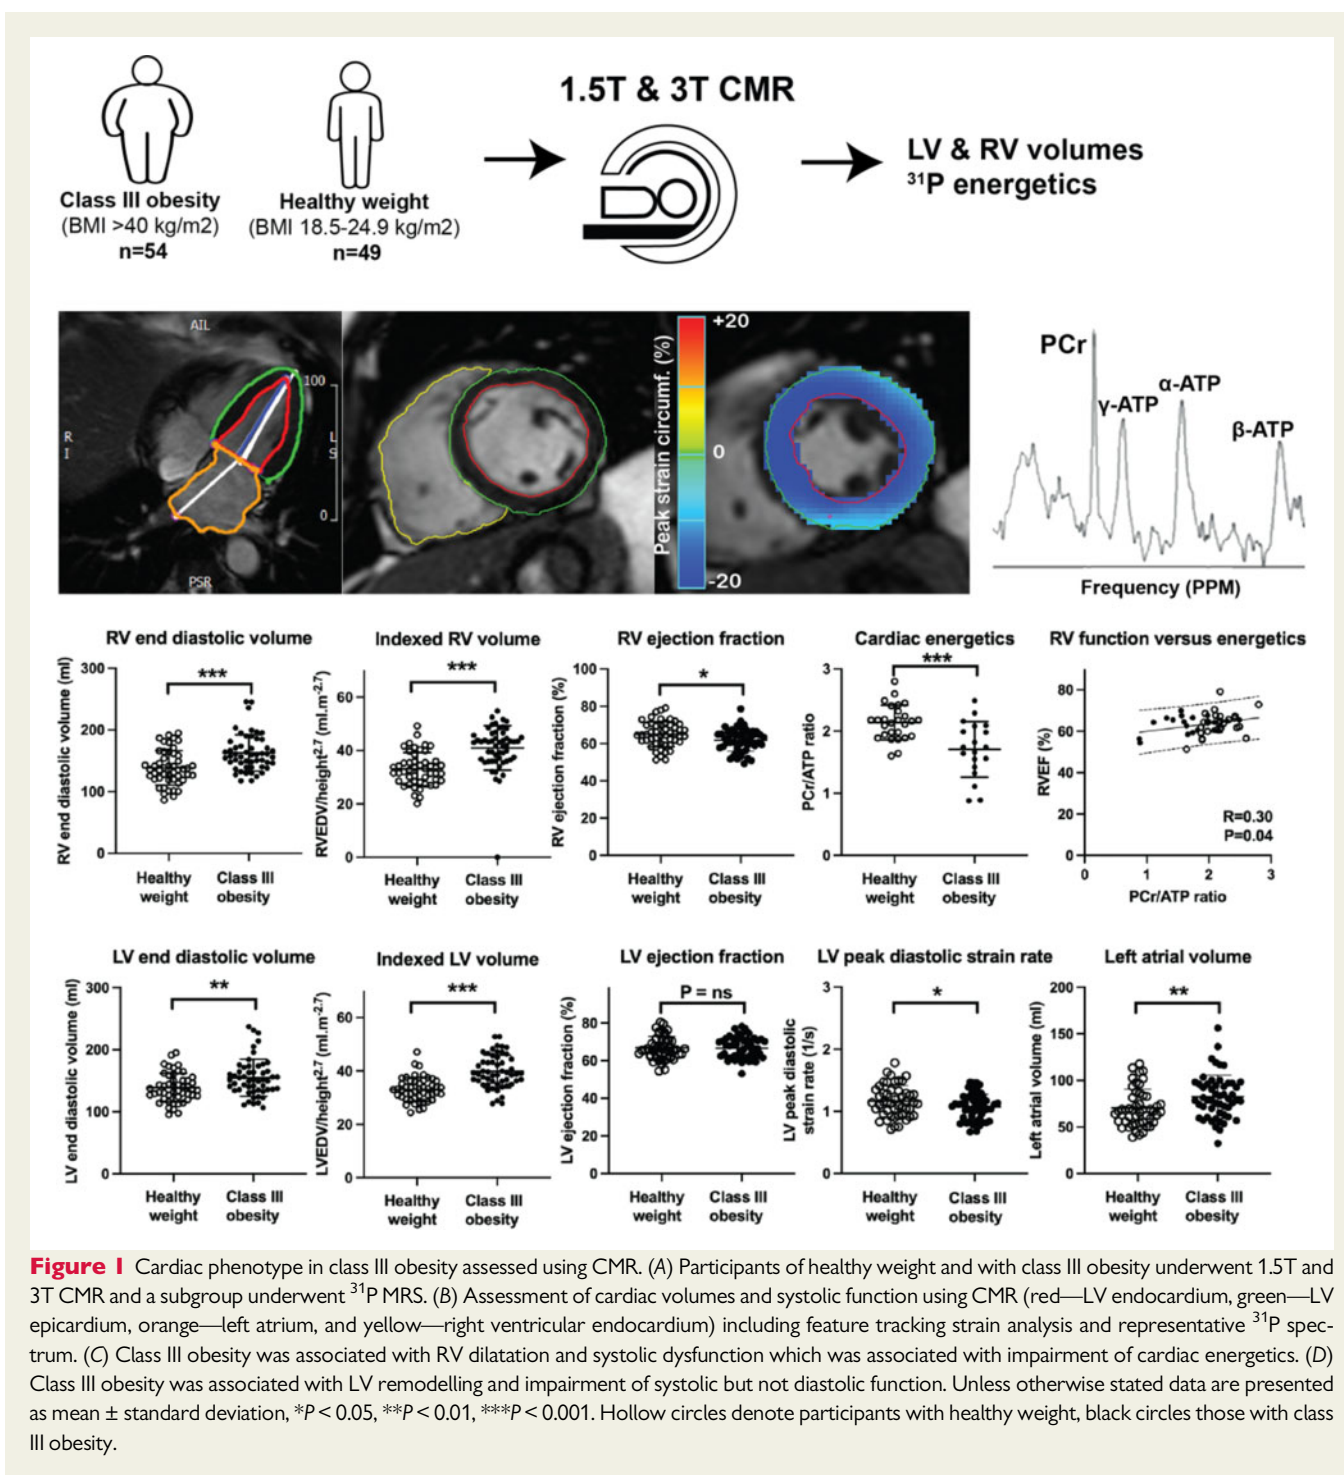 1.5T & 3T CMR
LV & RV volumes
31P energetics
Class III obesity
(BMI >40 kg/m2)
n=54
Healthy weight
(BMI 18.5-24.9 kg/m2)
n=49
AIL
100
R
I
L
S
0
PSR
Peak strain circumf. (%)
+20
0
-20
PCr
γ-ATP
α-ATP
β-ATP
Frequency (PPM)
RV end diastolic volume
RV end diastolic volume (ml)
300
200
100
0
***
Healthy weight
Class III obesity
Indexed RV volume
RVEDV/height2.7 (ml.m-2.7)
60
40
20
0
***
Healthy weight
Class III obesity
RV ejection fraction
RV ejection fraction (%)
100
80
60
40
20
0
*
Healthy weight
Class III obesity
Cardiac energetics
PCr/ATP ratio
3
2
1
0
***
Healthy weight
Class III obesity
RV function versus energetics
RVEF (%)
80
60
40
20
0
R=0.30
P=0.04
0 1 2 3
PCr/ATP ratio
LV end diastolic volume
LV end diastolic volume (ml)
300
200
100
0
**
Healthy weight
Class III obesity
Indexed LV volume
LVEDV/height2.7 (ml.m-2.7)
60
40
20
0
***
Healthy weight
Class III obesity
LV ejection fraction
LV ejection fraction (%)
80
60
40
20
0
P = ns
Healthy weight
Class III obesity
LV peak diastolic strain rate
LV peak diastolic strain rate (1/s)
3
2
1
0
*
Healthy weight
Class III obesity
Left atrial volume
Left atrial volume (ml)
200
150
100
50
0
**
Healthy weight
Class III obesity
Figure 1 Cardiac phenotype in class III obesity assessed using CMR. (A) Participants of healthy weight and with class III obesity underwent 1.5T and
3T CMR and a subgroup underwent 31P MRS. (B) Assessment of cardiac volumes and systolic function using CMR (red—LV endocardium, green—LV
epicardium, orange—left atrium, and yellow—right ventricular endocardium) including feature tracking strain analysis and representative 31P spec-
trum. (C) Class III obesity was associated with RV dilatation and systolic dysfunction which was associated with impairment of cardiac energetics. (D)
Class III obesity was associated with LV remodelling and impairment of systolic but not diastolic function. Unless otherwise stated data are presented
as mean ± standard deviation, *P < 0.05, **P < 0.01, ***P < 0.001. Hollow circles denote participants with healthy weight, black circles those with class
III obesity.